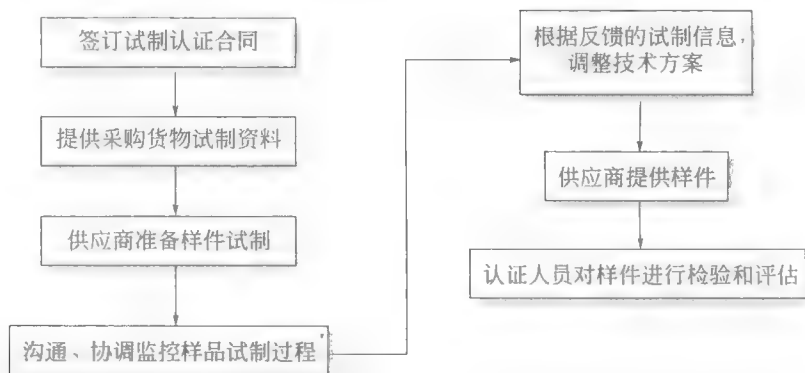 签订试制认证合同
提供采购货物试制资料
供应商准备样件试制
沟通、协调监控样品试制过程
根据反馈的试制信息，
调整技术方案
供应商提供样件
认证人员对样件进行检验和评估